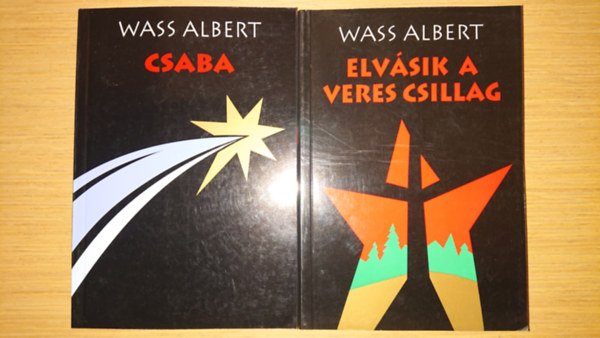 WASS ALBERT
CSABA
WASS ALBERT
ELVÁSIK A
VERES CSILLAG